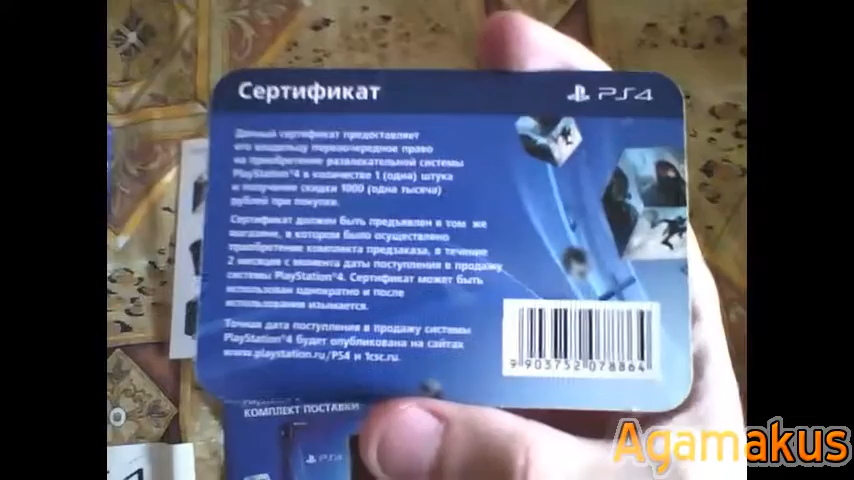 Сертификат
PS4
Данный сертификат предоставляет
его владельцу первоочередное право
на приобретение развлекательной системы
PlayStation®4 в количестве 1 (одна) штука
и получение скидки 1000 (одна тысяча)
рублей при покупке.
Сертификат должен быть предъявлен в том же
магазине, в котором было осуществлено
приобретение комплекта предзаказа, в течение
2 месяцев с момента даты поступления в продажу
системы PlayStation®4. Сертификат может быть
использован однократно и после
использования изымается.
Точная дата поступления в продажу системы
PlayStation®4 будет опубликована на сайтах
www.playstation.ru/PS4 и 1csc.ru.
9 903752 078864
КОМПЛЕКТ ПОСТАВКИ
PS4
Agamakus